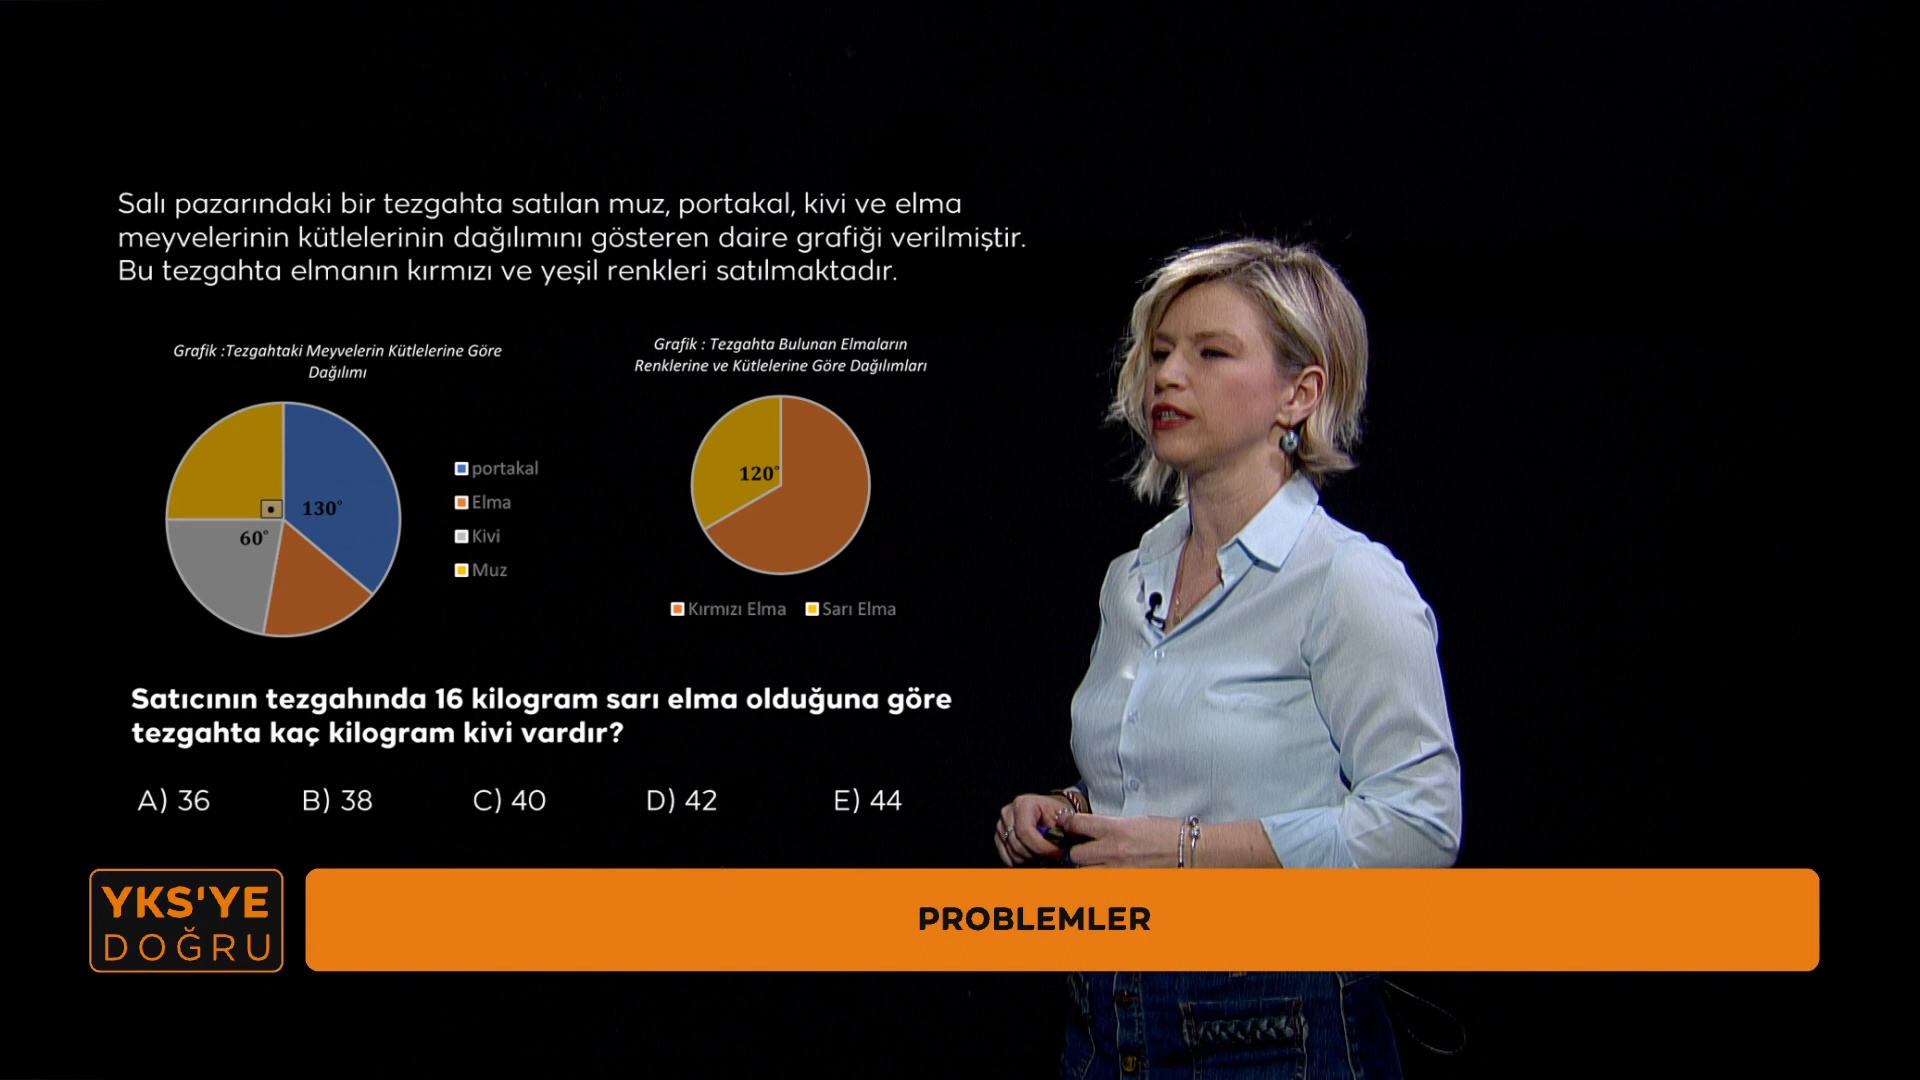 Salı pazarındaki bir tezgahta satılan muz, portakal, kivi ve elma
meyvelerinin kütlelerinin dağılımını gösteren daire grafiği verilmiştir.
Bu tezgahta elmanın kırmızı ve yeşil renkleri satılmaktadır.
Grafik :Tezgahtaki Meyvelerin Kütlelerine Göre
Dağılımı
130°
60°
portakal
Elma
Kivi
Muz
Grafik : Tezgahta Bulunan Elmaların
Renklerine ve Kütlelerine Göre Dağılımları
120°
Kırmızı Elma Sarı Elma
Satıcının tezgahında 16 kilogram sarı elma olduğuna göre
tezgahta kaç kilogram kivi vardır?
A) 36 B) 38 C) 40 D) 42 E) 44
YKS'YE
DOĞRU
PROBLEMLER